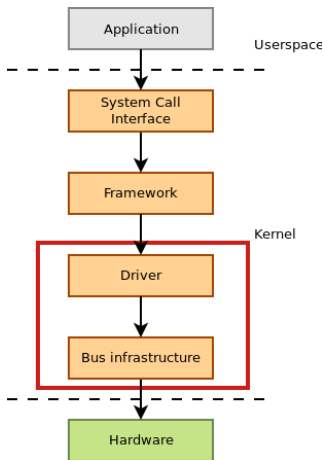 Application
Userspace
System Call
Interface
Framework
Kernel
Driver
Bus infrastructure
Hardware